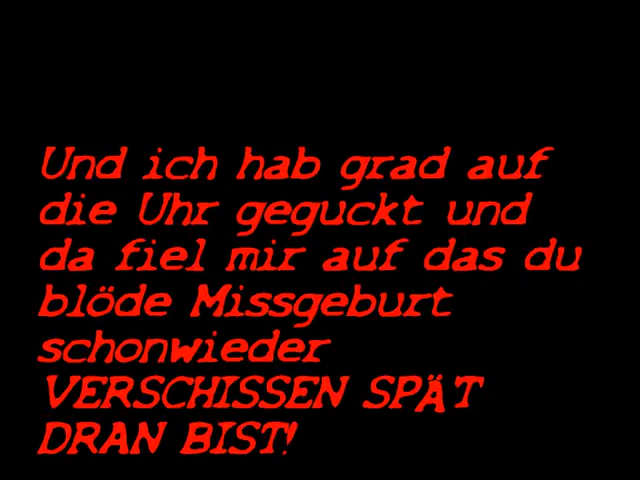 Und ich hab grad auf
die Uhr geguckt und
da fiel mir auf das du
blöde Missgeburt
schonwieder
VERSCHISSEN SPÄT
DRAN BIST!